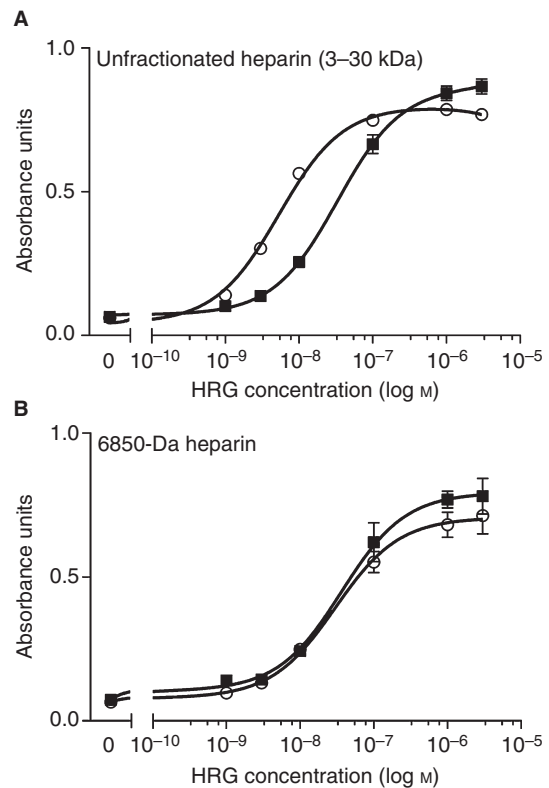 A
Unfractionated heparin (3–30 kDa)
1.0
0.5
0.0
Absorbance units
0 10⁻¹⁰ 10⁻⁹ 10⁻⁸ 10⁻⁷ 10⁻⁶ 10⁻⁵
HRG concentration (log M)
B
6850-Da heparin
1.0
0.5
0.0
Absorbance units
0 10⁻¹⁰ 10⁻⁹ 10⁻⁸ 10⁻⁷ 10⁻⁶ 10⁻⁵
HRG concentration (log M)